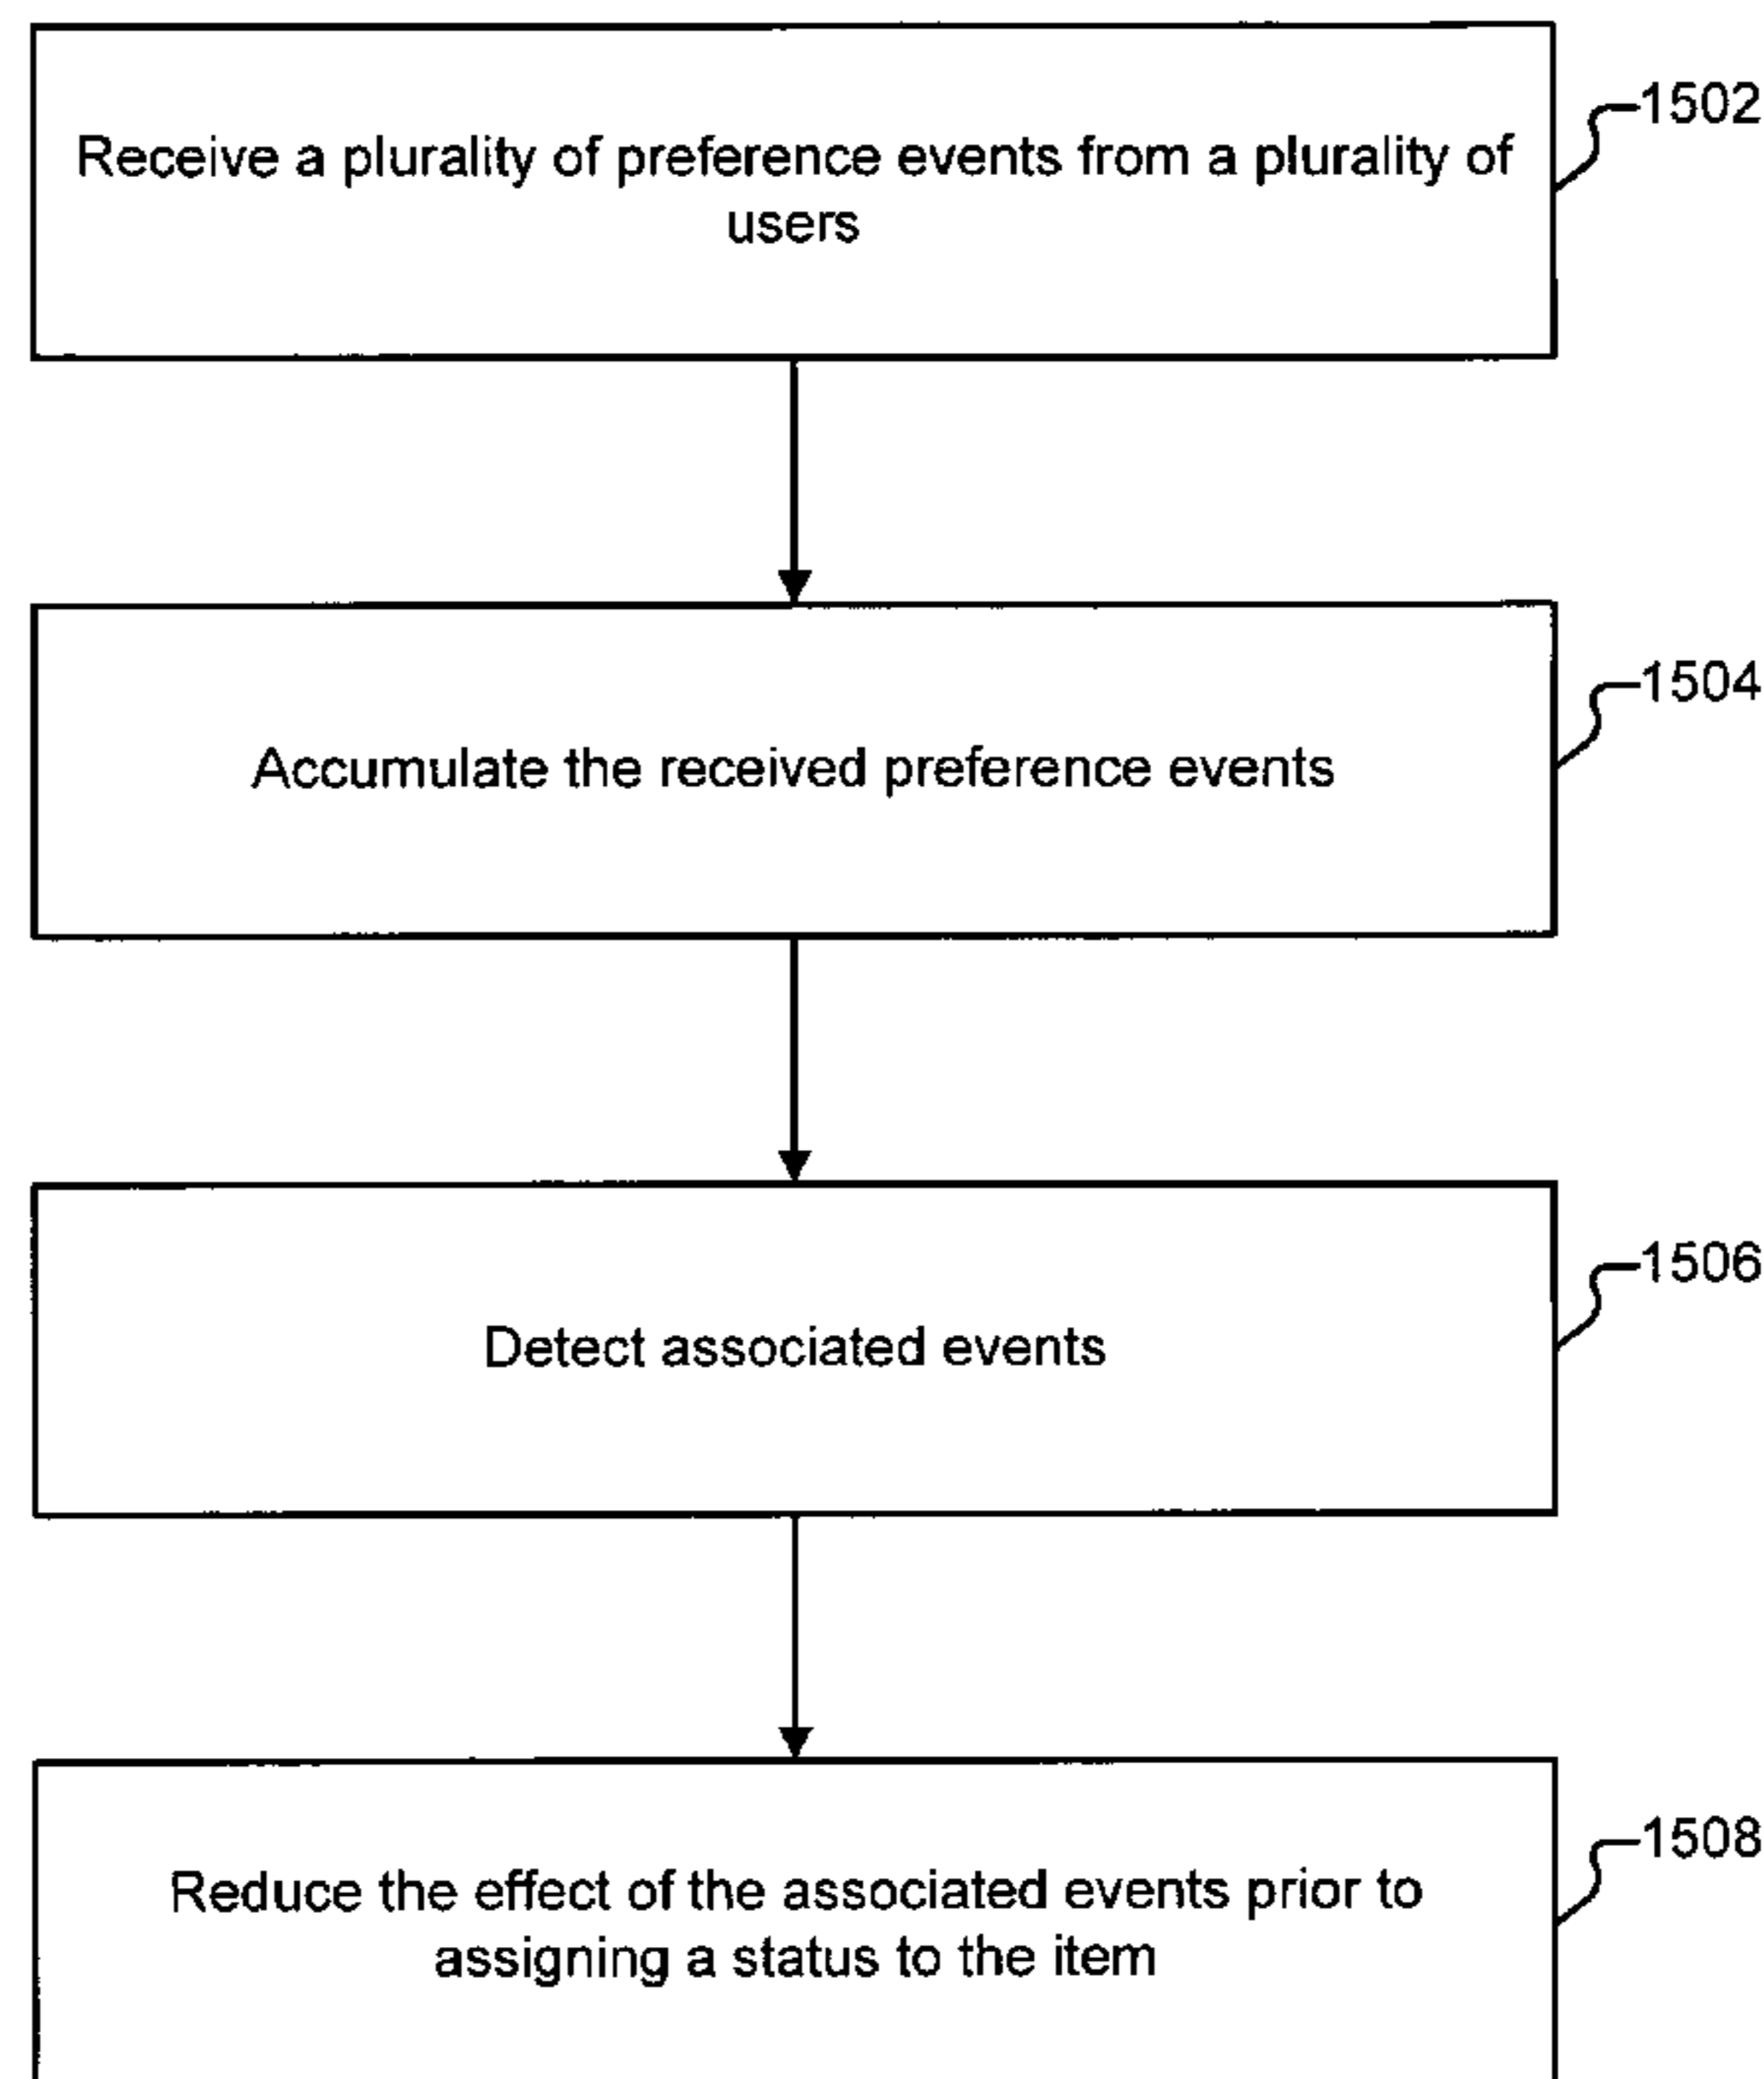 Receive a plurality of preference events from a plurality of
users
1502
Accumulate the received preference events
1504
Detect associated events
1506
Reduce the effect of the associated events prior to
assigning a status to the item
1508